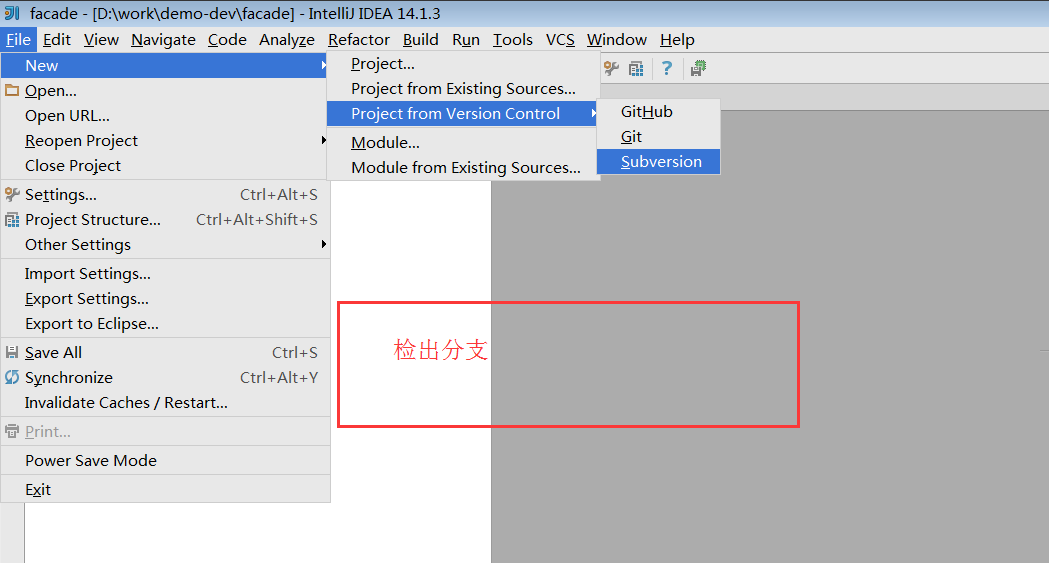 facade - [D:\work\demo-dev\facade] - IntelliJ IDEA 14.1.3
File Edit View Navigate Code Analyze Refactor Build Run Tools VCS Window Help
New
Open...
Open URL...
Reopen Project
Close Project
Settings... Ctrl+Alt+S
Project Structure... Ctrl+Alt+Shift+S
Other Settings
Import Settings...
Export Settings...
Export to Eclipse...
Save All Ctrl+S
Synchronize Ctrl+Alt+Y
Invalidate Caches / Restart...
Print...
Power Save Mode
Exit
Project...
Project from Existing Sources...
Project from Version Control
Module...
Module from Existing Sources...
GitHub
Git
Subversion
检出分支